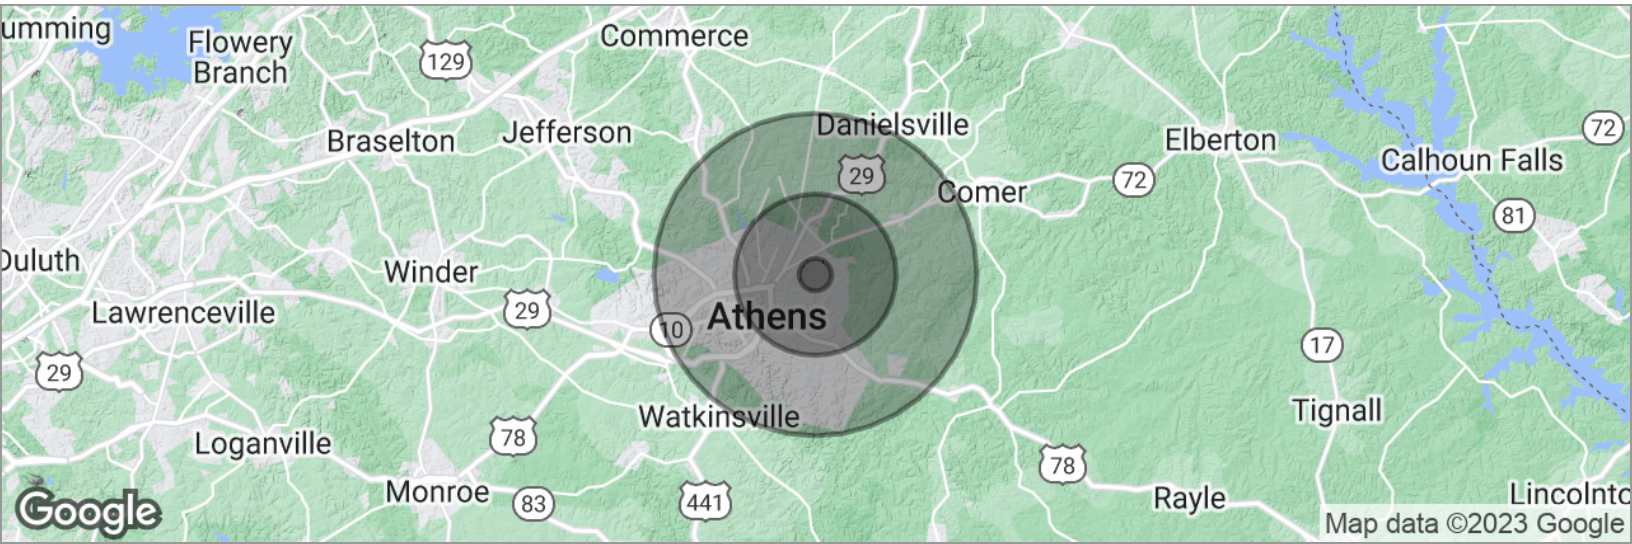 umming
Flowery
Branch
129
Commerce
Braselton
Jefferson
Danielsville
Elberton
72
Calhoun Falls
29
Comer
72
81
Duluth
Winder
Lawrenceville
29
10
Athens
17
29
Watkinsville
Tignall
Loganville
78
78
Monroe
83
441
Rayle
Lincolnto
Google
Map data ©2023 Google